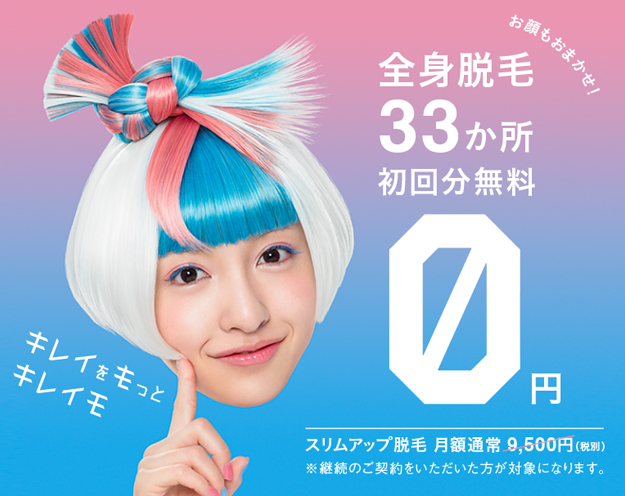 お顔もおまかせ!
全身脱毛
33か所
初回分無料
0円
キレイをもっと
キレイモ
スリムアップ脱毛 月額通常 9,500円(税別)
※継続のご契約をいただいた方が対象になります。